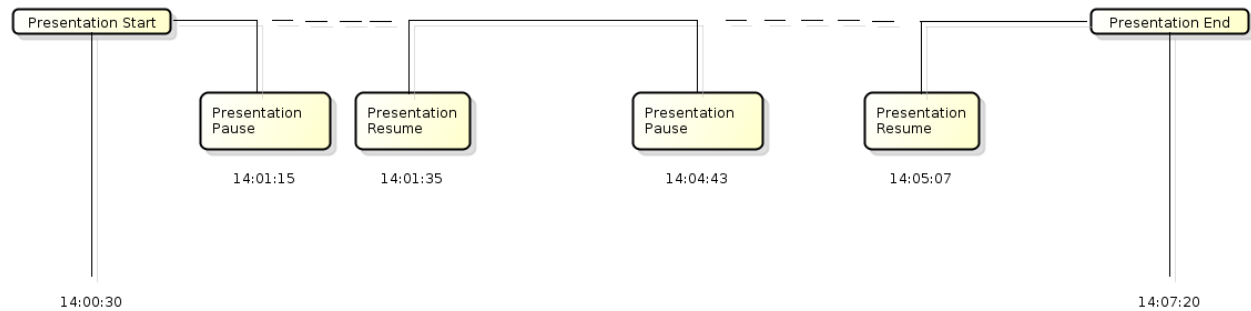 Presentation Start
Presentation End
Presentation
Pause
Presentation
Resume
Presentation
Pause
Presentation
Resume
14:01:15
14:01:35
14:04:43
14:05:07
14:00:30
14:07:20